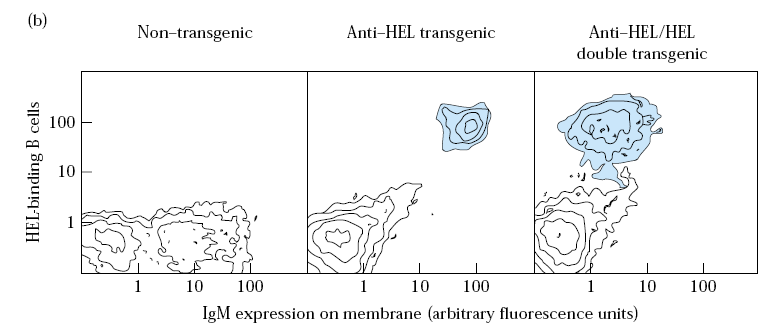 (b)
Non–transgenic
Anti–HEL transgenic
Anti–HEL/HEL
double transgenic
HEL-binding B cells
100
10
1
1 10 100
1 10 100
1 10 100
IgM expression on membrane (arbitrary fluorescence units)